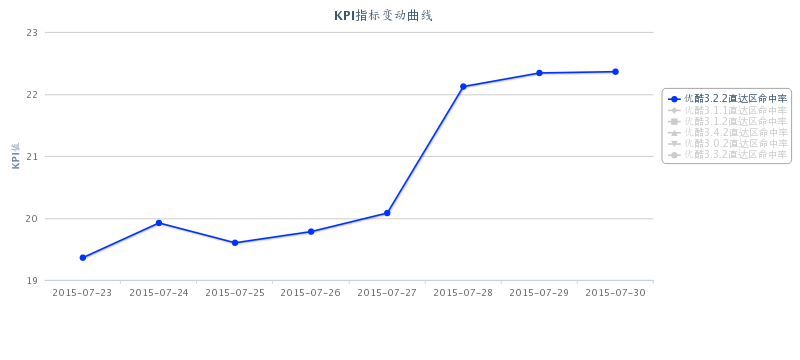 KPI指标变动曲线
23
22
21
20
19
KPI值
2015-07-23
2015-07-24
2015-07-25
2015-07-26
2015-07-27
2015-07-28
2015-07-29
2015-07-30
优酷3.2.2直达区命中率
优酷3.1.1直达区命中率
优酷3.1.2直达区命中率
优酷3.4.2直达区命中率
优酷3.0.2直达区命中率
优酷3.3.2直达区命中率